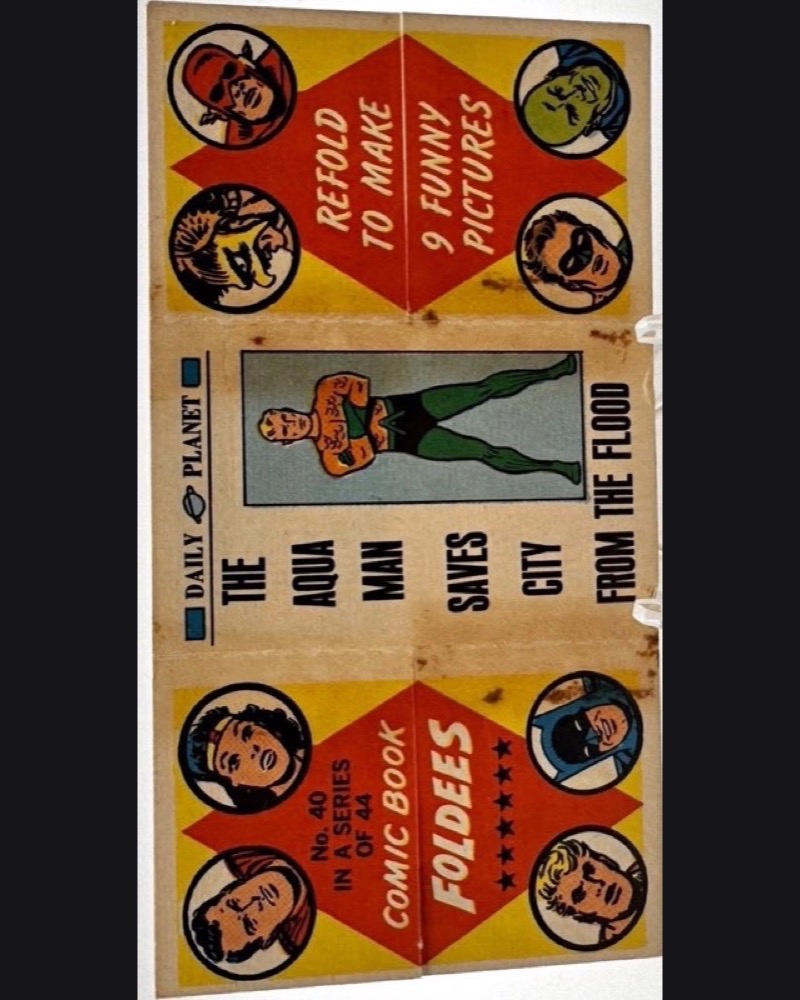 No. 40
IN A SERIES
OF 44
COMIC BOOK
FOLDEES
DAILY PLANET
THE
AQUA
MAN
SAVES
CITY
FROM THE FLOOD
REFOLD
TO MAKE
9 FUNNY
PICTURES